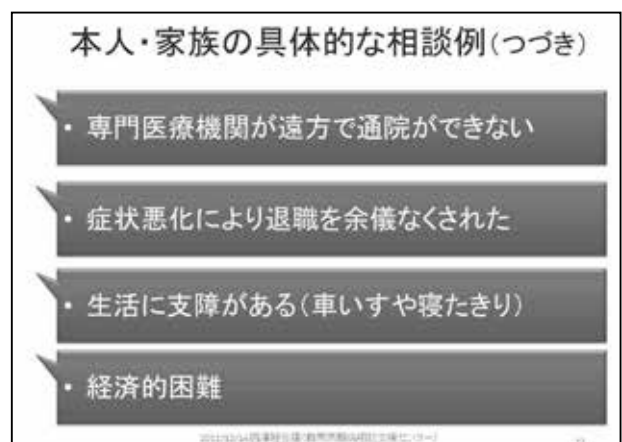 本人・家族の具体的な相談例(つづき)
・ 専門医療機関が遠方で通院ができない
・ 症状悪化により退職を余儀なくされた
・ 生活に支障がある(車いすや寝たきり)
・ 経済的困難